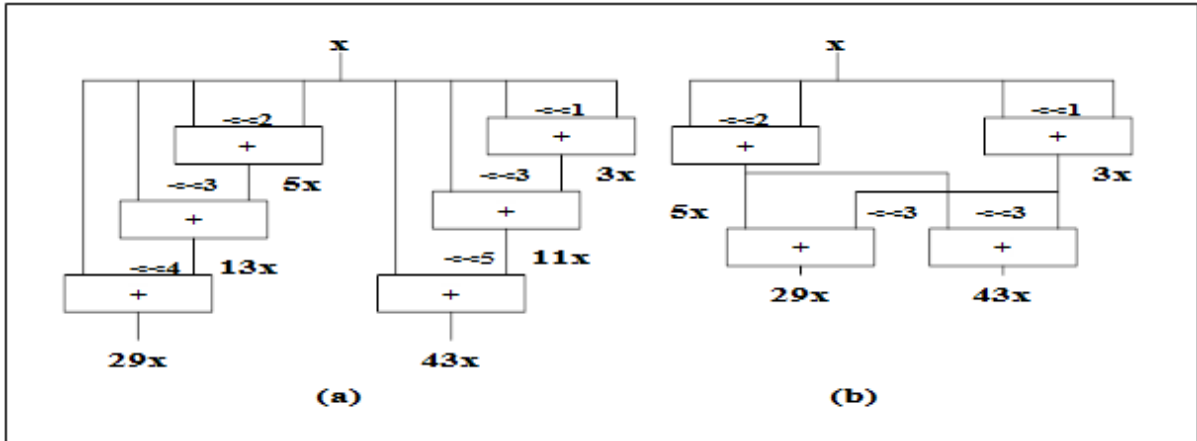 x x
-=-=2 -=-=1 -=-=2 -=-=1
+ + + +
-=-=3 5x -=-=3 3x 3x
+ + 5x -=-=3 -=-=3
-=-=4 13x -=-=5 11x + +
+ + 29x 43x
29x 43x
(a) (b)